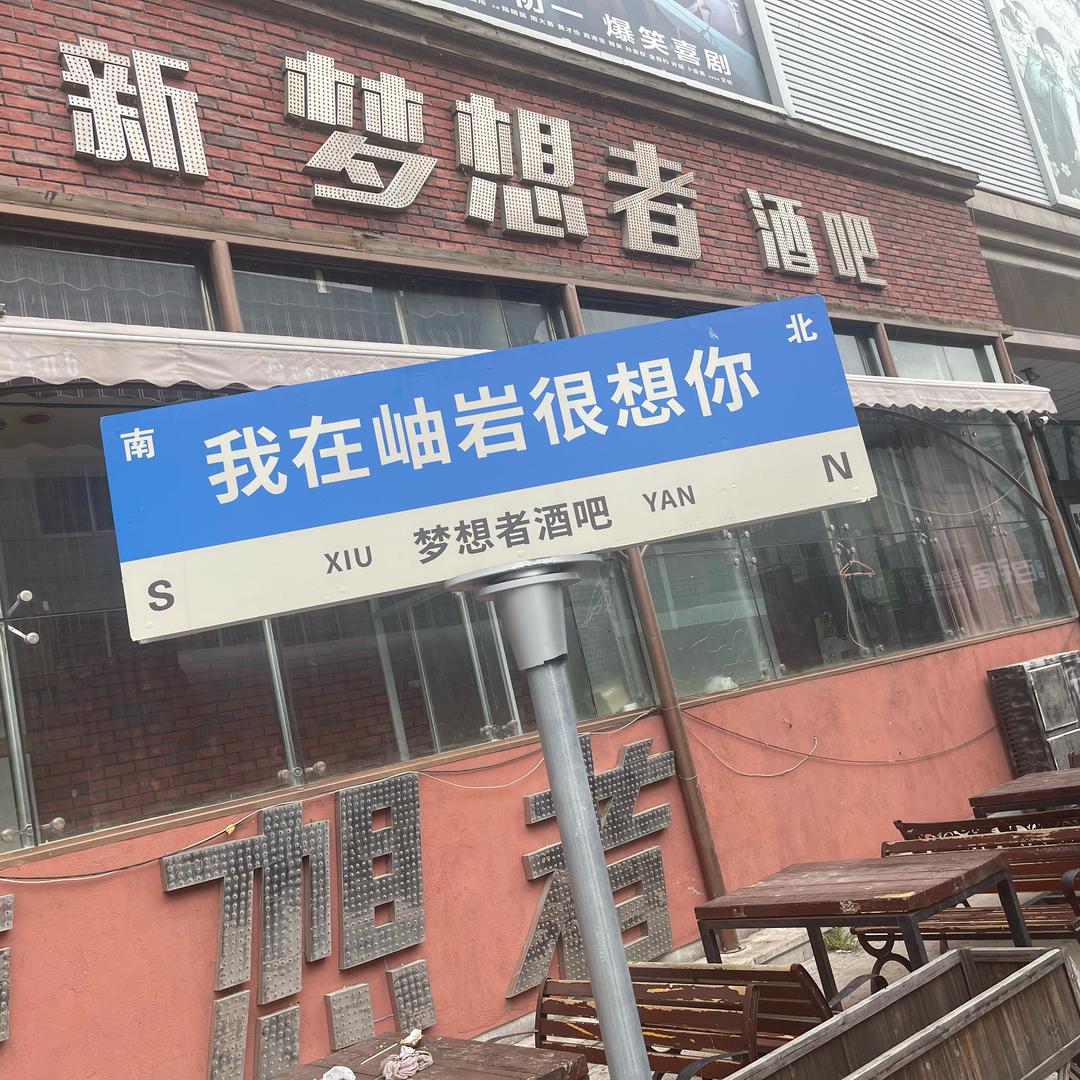 爆笑喜剧
新梦想者 酒吧
南 北
我在岫岩很想你
XIU 梦想者酒吧 YAN
S N
想者